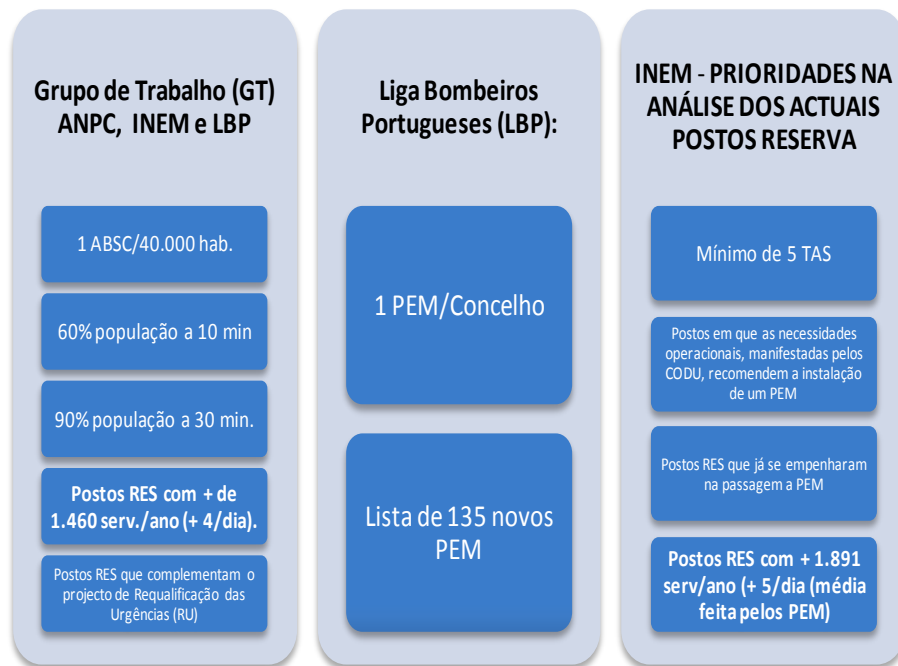 Grupo de Trabalho (GT)
ANPC, INEM e LBP
1 ABSC/40.000 hab.
60% população a 10 min
90% população a 30 min.
Postos RES com + de
1.460 serv./ano (+ 4/dia).
Postos RES que complementam o
projecto de Requalificação das
Urgências (RU)
Liga Bombeiros
Portugueses (LBP):
1 PEM/Concelho
Lista de 135 novos
PEM
INEM - PRIORIDADES NA
ANÁLISE DOS ACTUAIS
POSTOS RESERVA
Mínimo de 5 TAS
Postos em que as necessidades
operacionais, manifestadas pelos
CODU, recomendem a instalação
de um PEM
Postos RES que já se empenharam
na passagem a PEM
Postos RES com + 1.891
serv/ano (+ 5/dia (média
feita pelos PEM)